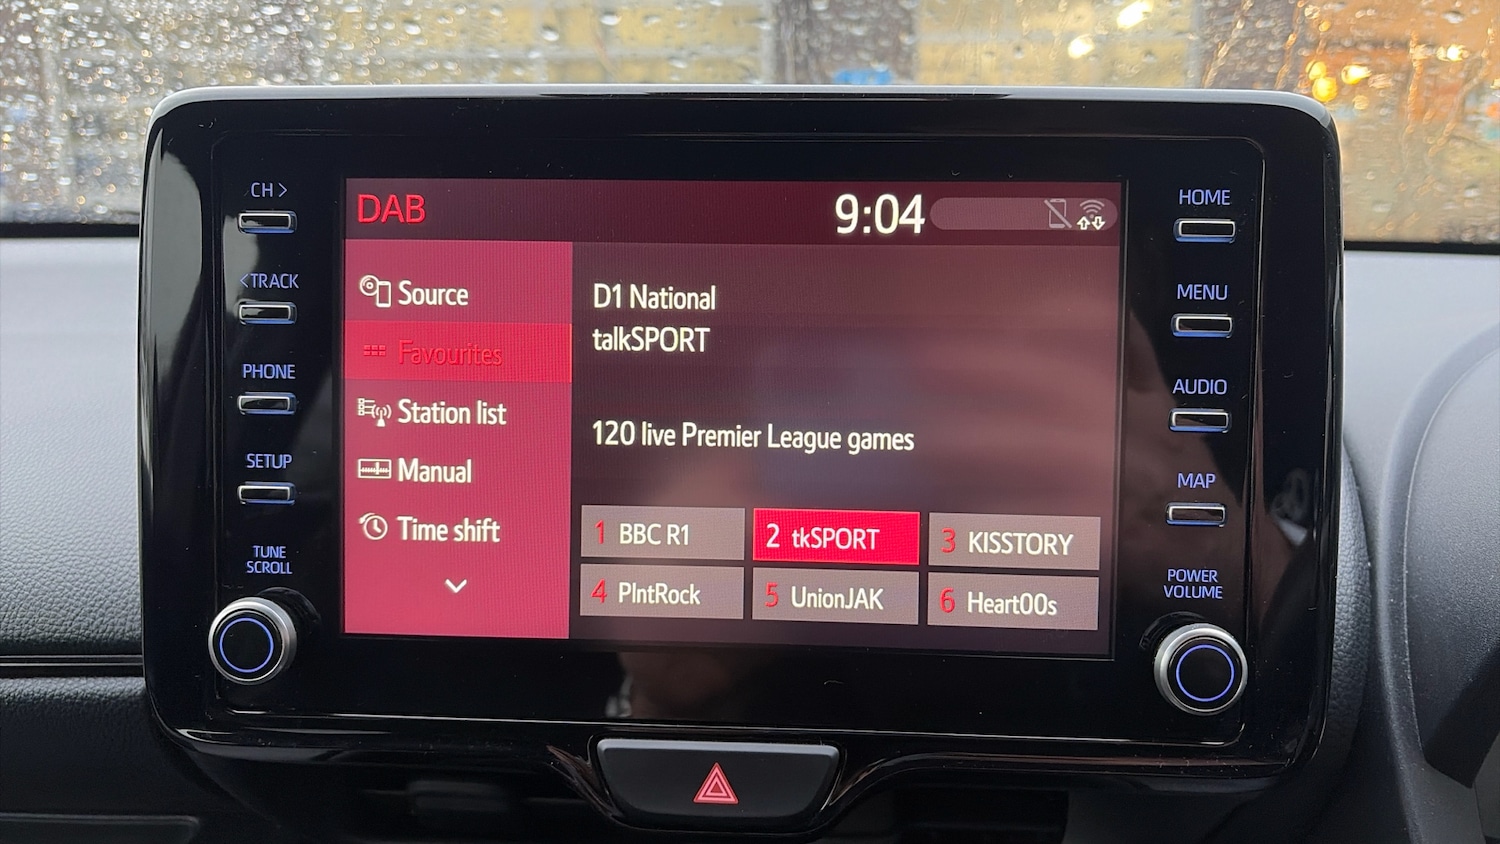 CH >
< TRACK
PHONE
SETUP
TUNE
SCROLL
DAB
9:04
Source
Favourites
Station list
Manual
Time shift
D1 National
talkSPORT
120 live Premier League games
1 BBC R1
2 tkSPORT
3 KISSTORY
4 PlntRock
5 UnionJAK
6 Heart00s
HOME
MENU
AUDIO
MAP
POWER
VOLUME